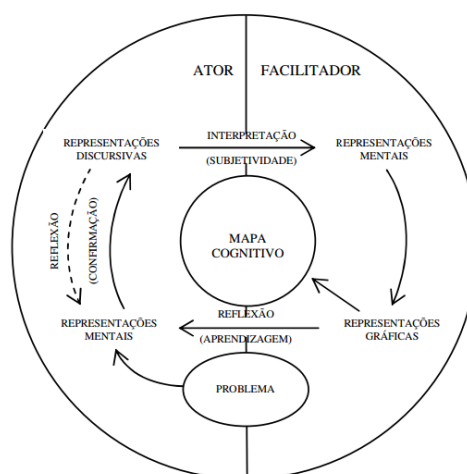 ATOR
FACILITADOR
REPRESENTAÇÕES
DISCURSIVAS
INTERPRETAÇÃO
(SUBJETIVIDADE)
REPRESENTAÇÕES
MENTAIS
REFLEXÃO
(CONFIRMAÇÃO)
MAPA
COGNITIVO
REPRESENTAÇÕES
MENTAIS
REFLEXÃO
(APRENDIZAGEM)
REPRESENTAÇÕES
GRÁFICAS
PROBLEMA